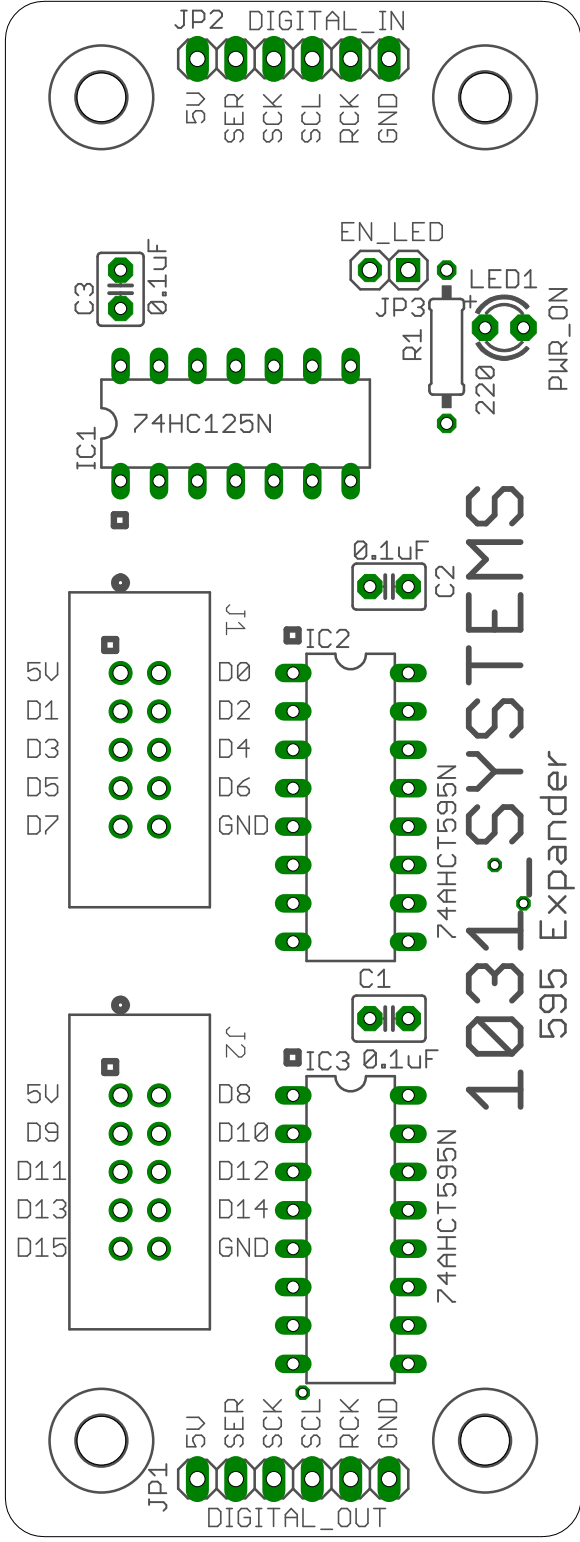 JP2 DIGITAL_IN
5V SER SCK SCL RCK GND
EN_LED
JP3
C3 0.1uF
LED1
+
R1
220
PWR_ON
IC1
74HC125N
0.1uF
C2
J1
5V D0
D1 D2
D3 D4
D5 D6
D7 GND
IC2
74AHCT595N
1031_SYSTEMS
595 Expander
C1
0.1uF
J2
5V D8
D9 D10
D11 D12
D13 D14
D15 GND
IC3
74AHCT595N
5V SER SCK SCL RCK GND
JP1
DIGITAL_OUT